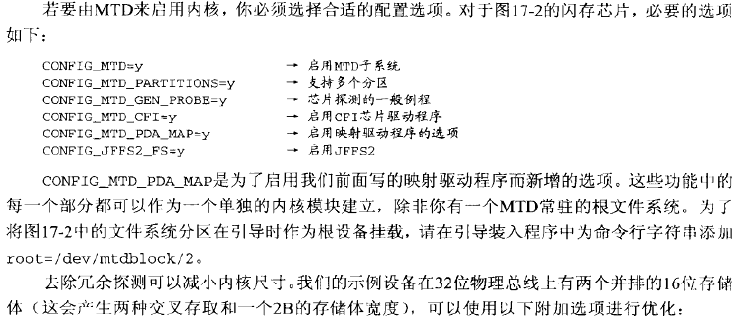 若要由MTD来启用内核，你必须选择合适的配置选项。对于图17-2的闪存芯片，必要的选项
如下：
CONFIG_MTD=y → 启用MTD子系统
CONFIG_MTD_PARTITIONS=y → 支持多个分区
CONFIG_MTD_GEN_PROBE=y → 芯片探测的一般例程
CONFIG_MTD_CFI=y → 启用CFI芯片驱动程序
CONFIG_MTD_PDA_MAP=y → 启用映射驱动程序的选项
CONFIG_JFFS2_FS=y → 启用JFFS2
CONFIG_MTD_PDA_MAP是为了启用我们前面写的映射驱动程序而新增的选项。这些功能中的
每一个部分都可以作为一个单独的内核模块建立，除非你有一个MTD常驻的根文件系统。为了
将图17-2中的文件系统分区在引导时作为根设备挂载，请在引导装入程序中为命令行字符串添加
root=/dev/mtdblock/2。
去除冗余探测可以减小内核尺寸。我们的示例设备在32位物理总线上有两个并排的16位存储
体（这会产生两种交叉存取和一个2B的存储体宽度），可以使用以下附加选项进行优化：